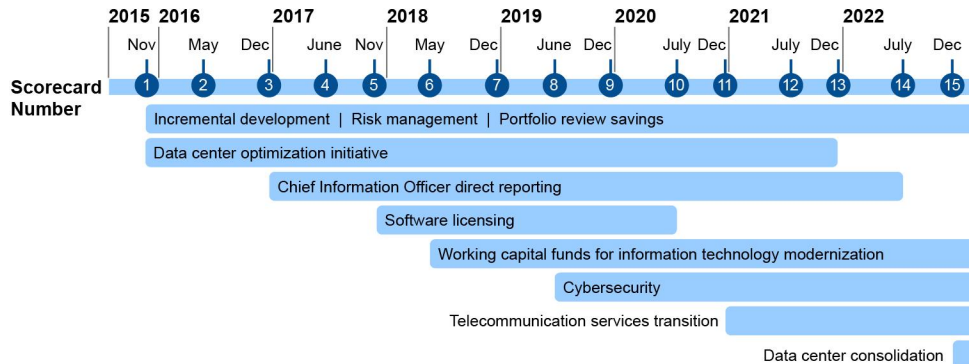 2015 2016 2017 2018 2019 2020 2021 2022
Nov May Dec June Nov May Dec June Dec July Dec July Dec July Dec
Scorecard Number 1 2 3 4 5 6 7 8 9 10 11 12 13 14 15
Incremental development | Risk management | Portfolio review savings
Data center optimization initiative
Chief Information Officer direct reporting
Software licensing
Working capital funds for information technology modernization
Cybersecurity
Telecommunication services transition
Data center consolidation